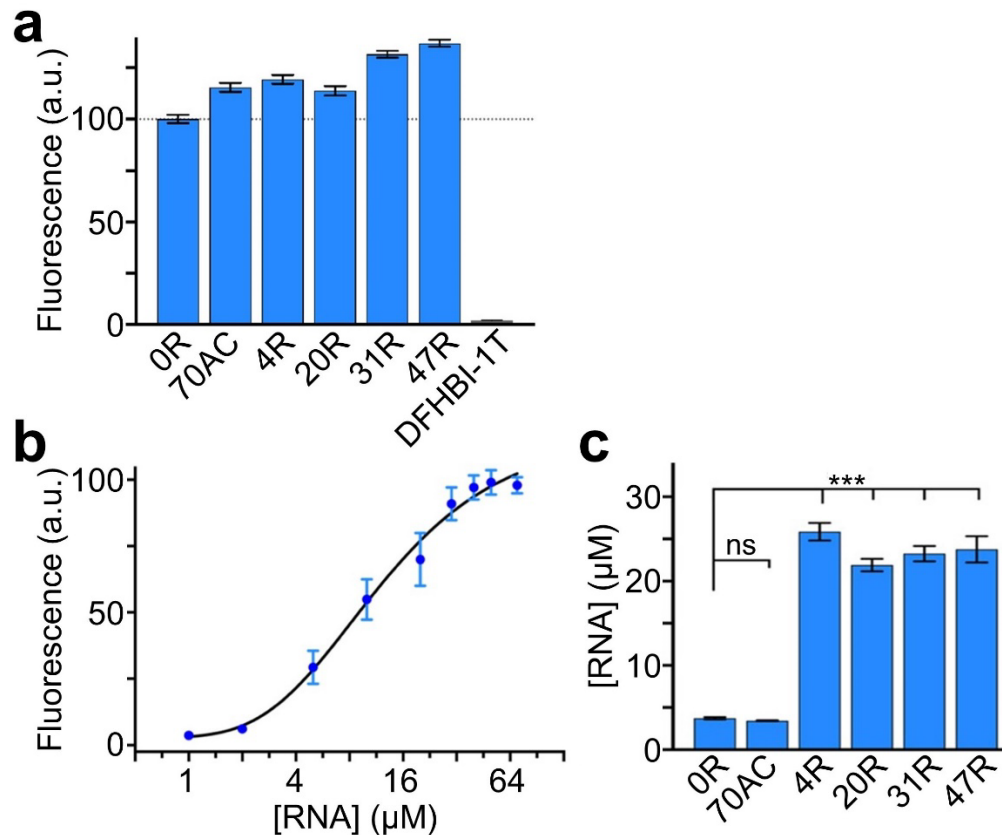 a
Fluorescence (a.u.)
100
50
0
0R
70AC
4R
20R
31R
47R
DFHBI-1T
b
Fluorescence (a.u.)
100
50
0
1
4
16
64
[RNA] (µM)
c
[RNA] (µM)
30
20
10
0
***
ns
0R
70AC
4R
20R
31R
47R